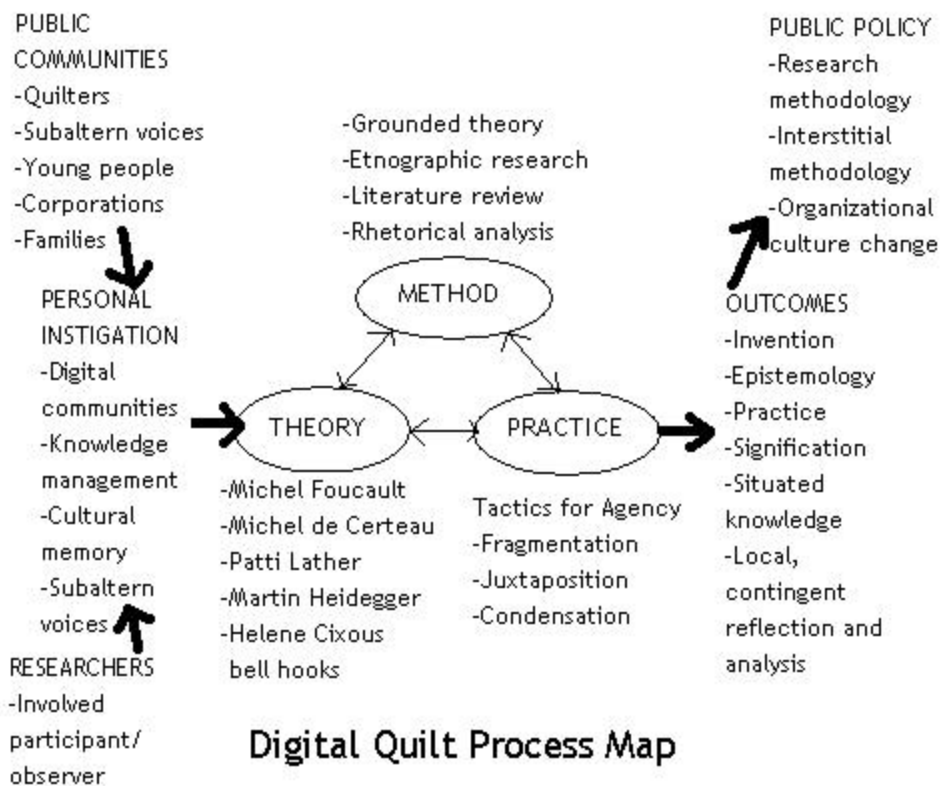 PUBLIC
COMMUNITIES
-Quilters
-Subaltern voices
-Young people
-Corporations
-Families
PERSONAL
INSTIGATION
-Digital
communities
-Knowledge
management
-Cultural
memory
-Subaltern
voices
RESEARCHERS
-Involved
participant/
observer
-Grounded theory
-Etnographic research
-Literature review
-Rhetorical analysis
METHOD
THEORY
-Michel Foucault
-Michel de Certeau
-Patti Lather
-Martin Heidegger
-Helene Cixous
bell hooks
PRACTICE
Tactics for Agency
-Fragmentation
-Juxtaposition
-Condensation
PUBLIC POLICY
-Research
methodology
-Interstitial
methodology
-Organizational
culture change
OUTCOMES
-Invention
-Epistemology
-Practice
-Signification
-Situated
knowledge
-Local,
contingent
reflection and
analysis
Digital Quilt Process Map